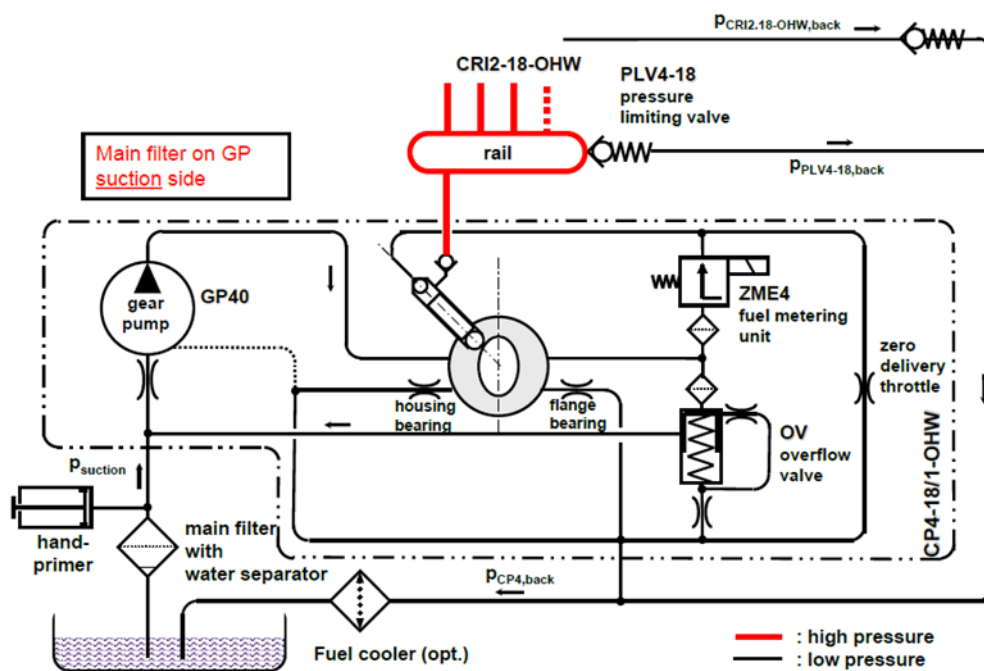 pCRI2.18-OHW,back
CRI2-18-OHW
PLV4-18
pressure
limiting valve
Main filter on GP
suction side
rail
pPLV4-18,back
GP40
gear
pump
ZME4
fuel metering
unit
zero
delivery
throttle
housing
bearing
flange
bearing
OV
overflow
valve
CP4-18/1-OHW
psuction
hand-
primer
main filter
with
water separator
pCP4,back
Fuel cooler (opt.)
: high pressure
: low pressure